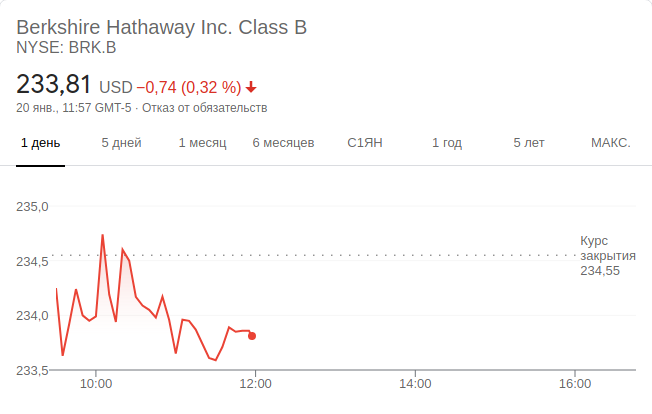 Berkshire Hathaway Inc. Class B
NYSE: BRK.B
233,81 USD −0,74 (0,32 %)
20 янв., 11:57 GMT-5 · Отказ от обязательств
1 день 5 дней 1 месяц 6 месяцев С1ЯН 1 год 5 лет МАКС.
235,0
Курс
234,5 закрытия
234,55
234,0
233,5
10:00 12:00 14:00 16:00